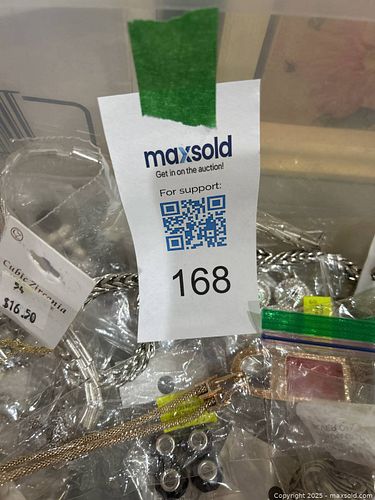 maxsold
Get in on the auction!
For support:
168
Cubic Zirconia
$16.50
Copyright 2025 - maxsold.com